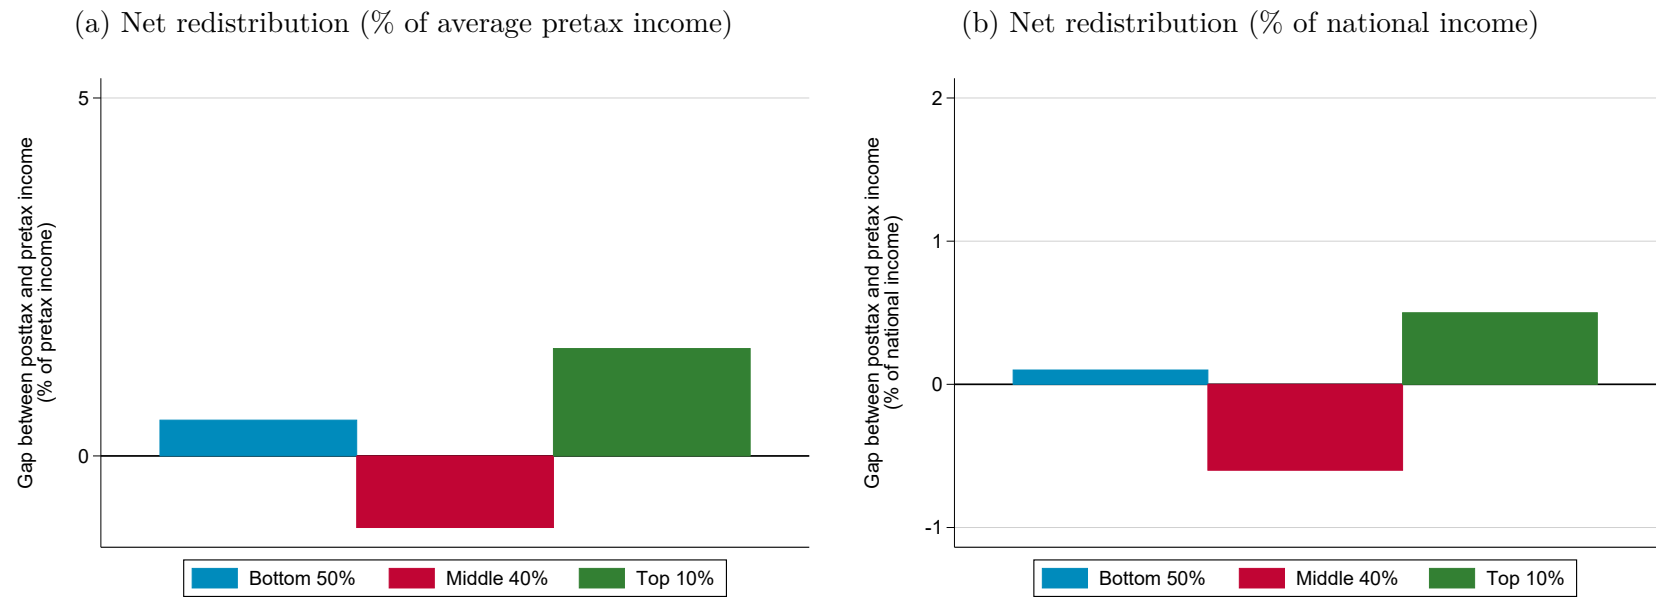 (a) Net redistribution (% of average pretax income)
5
0
Gap between posttax and pretax income
(% of pretax income)
Bottom 50%
Middle 40%
Top 10%
(b) Net redistribution (% of national income)
2
1
0
-1
Gap between posttax and pretax income
(% of national income)
Bottom 50%
Middle 40%
Top 10%